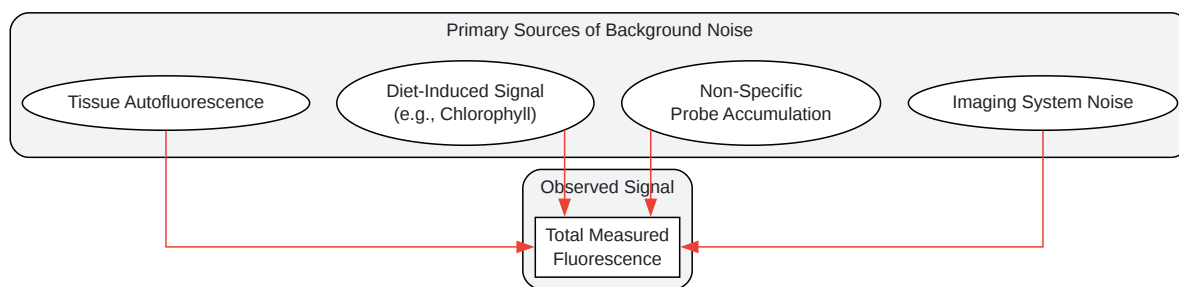 Primary Sources of Background Noise
Tissue Autofluorescence
Diet-Induced Signal
(e.g., Chlorophyll)
Non-Specific
Probe Accumulation
Imaging System Noise
Observed Signal
Total Measured
Fluorescence